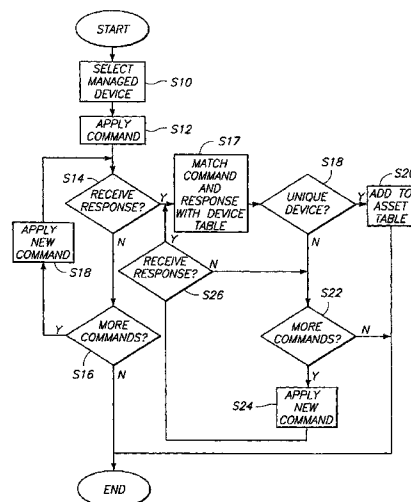 START
SELECT
MANAGED
DEVICE
S10
APPLY
COMMAND
S12
S14
RECEIVE
RESPONSE?
Y
N
S17
MATCH
COMMAND
AND
RESPONSE
WITH DEVICE
TABLE
S18
UNIQUE
DEVICE?
Y
N
S20
ADD TO
ASSET
TABLE
APPLY
NEW
COMMAND
S18
Y
RECEIVE
RESPONSE?
N
S26
S22
MORE
COMMANDS?
N
Y
MORE
COMMANDS?
Y
S16
N
S24
APPLY
NEW
COMMAND
END